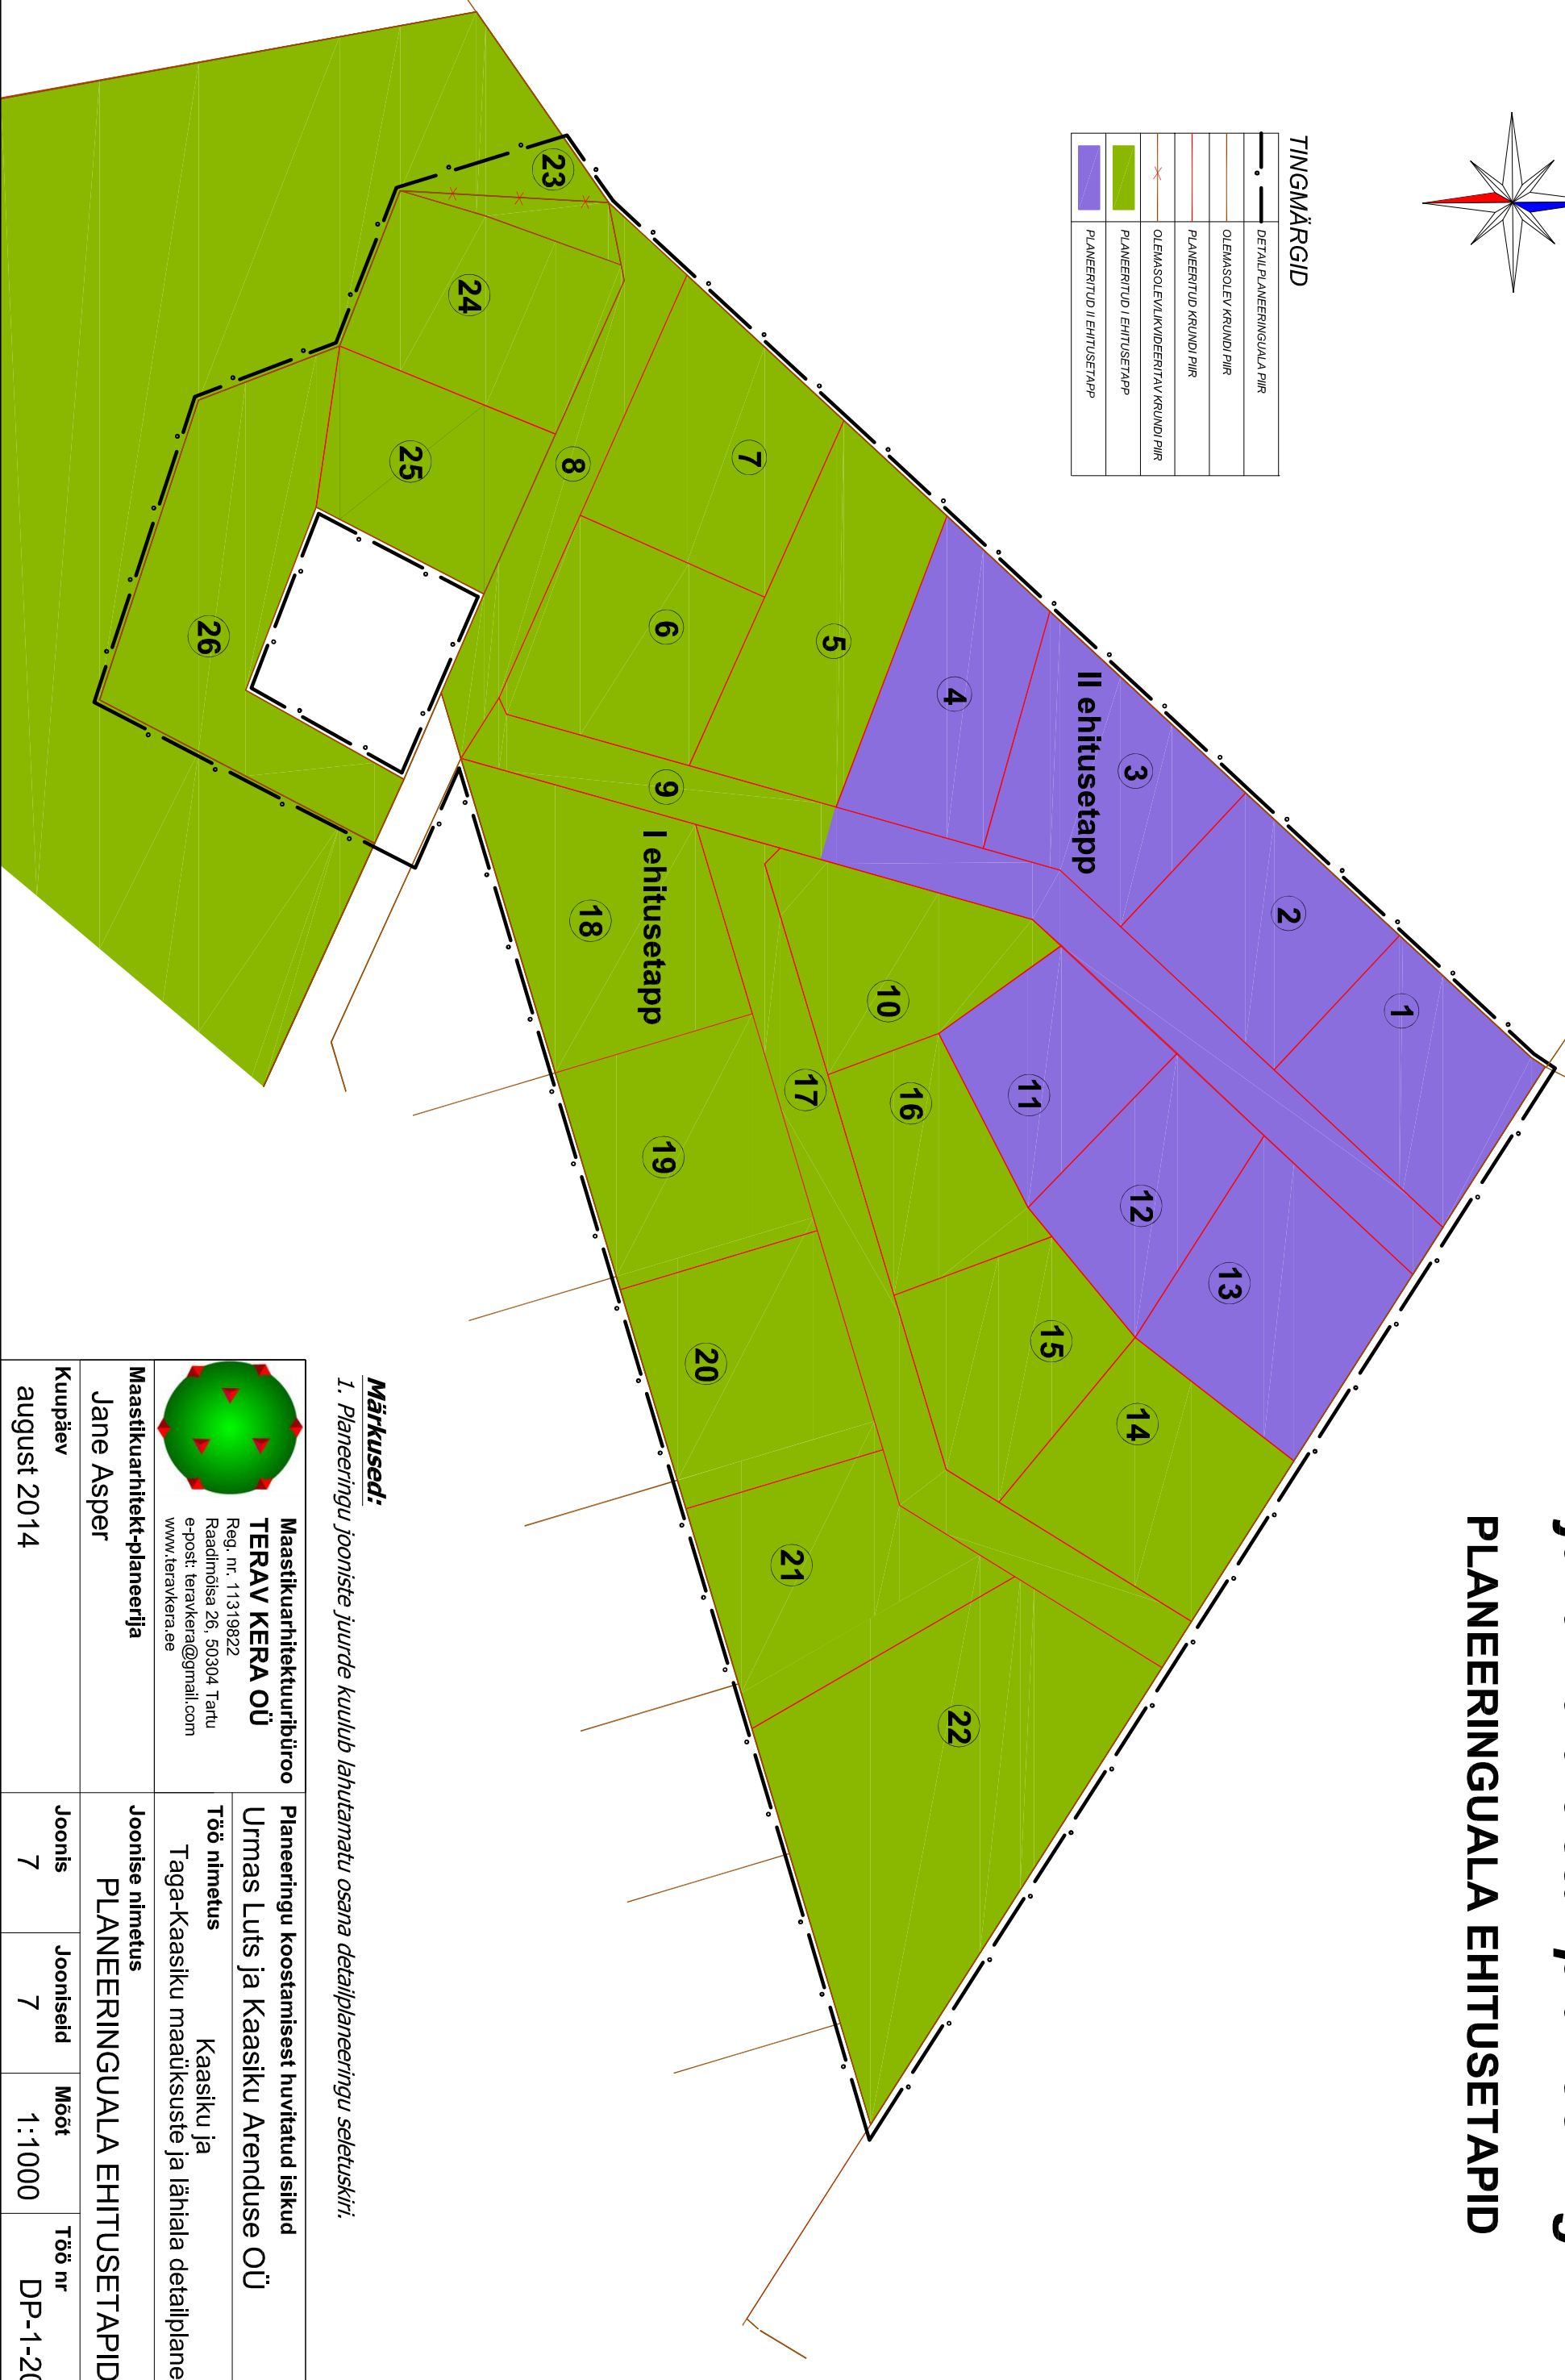 PLANEERINGUALA EHITUSETAPID
TINGMÄRGID
DETAILPLANEERINGUALA PIIR
OLEMASOLEV KRUNDI PIIR
PLANEERITUD KRUNDI PIIR
OLEMASOLEV/LIKVIDEERITAV KRUNDI PIIR
PLANEERITUD I EHITUSETAPP
PLANEERITUD II EHITUSETAPP
1
2
3
II ehitusetapp
4
5
6
7
8
9
10
11
12
13
14
15
16
17
I ehitusetapp
18
19
20
21
22
23
24
25
26
Märkused:
1. Planeeringu jooniste juurde kuulub lahutamatu osana detailplaneeringu seletuskiri.
Maastikuarhitektuuribüroo
TERAV KERA OÜ
Reg. nr. 11319822
Raadimõisa 26, 50304 Tartu
e-post: teravkera@gmail.com
www.teravkera.ee
Planeeringu koostamisest huvitatud isikud
Urmas Luts ja Kaasiku Arenduse OÜ
Töö nimetus
Kaasiku ja
Taga-Kaasiku maaüksuste ja lähiala detailplane
Maastikuarhitekt-planeerija
Jane Asper
Joonise nimetus
PLANEERINGUALA EHITUSETAPID
Kuupäev
august 2014
Joonis
7
Jooniseid
7
Mõõt
1:1000
Töö nr
DP-1-20